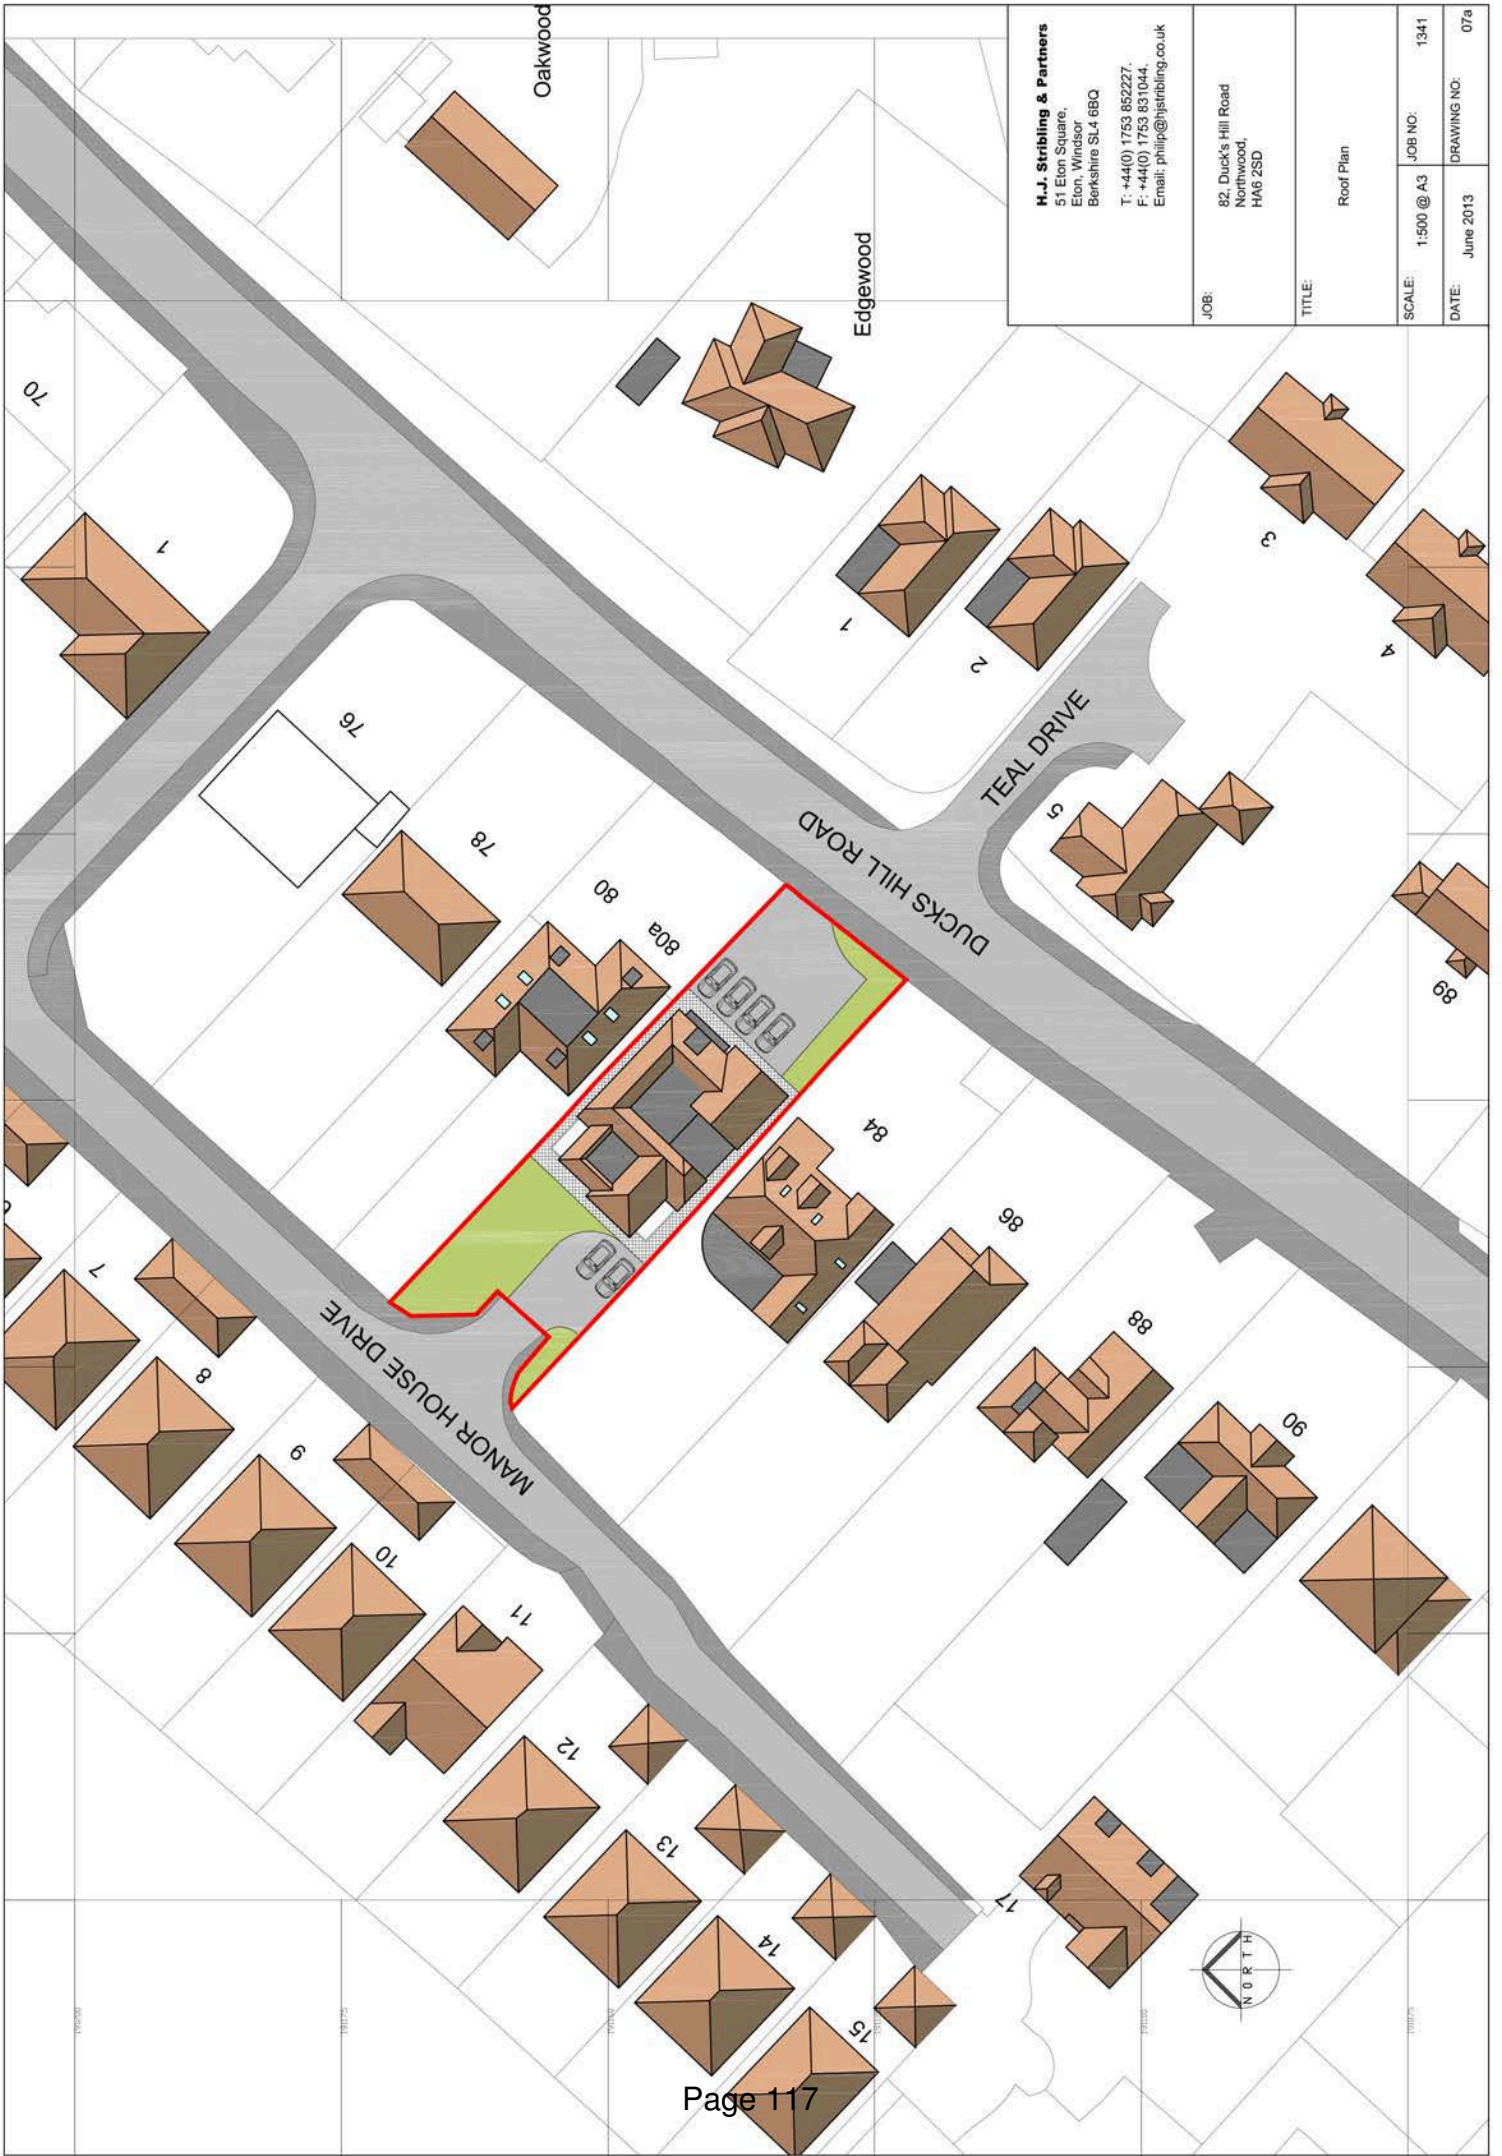 Oakwood
Edgewood
70
1
76
78
80
80a
84
86
88
90
1
2
3
4
5
89
TEAL DRIVE
DUCKS HILL ROAD
MANOR HOUSE DRIVE
7
8
9
10
11
12
13
14
15
17
NORTH
H.J. Stribling & Partners
51 Eton Square,
Eton, Windsor
Berkshire SL4 6BQ
T: +44(0) 1753 852227.
F: +44(0) 1753 831044.
Email: philip@hjstribling.co.uk
JOB:
82, Duck's Hill Road
Northwood,
HA6 2SD
TITLE:
Roof Plan
SCALE: 1:500 @ A3
JOB NO: 1341
DATE: June 2013
DRAWING NO: 07a
Page 117